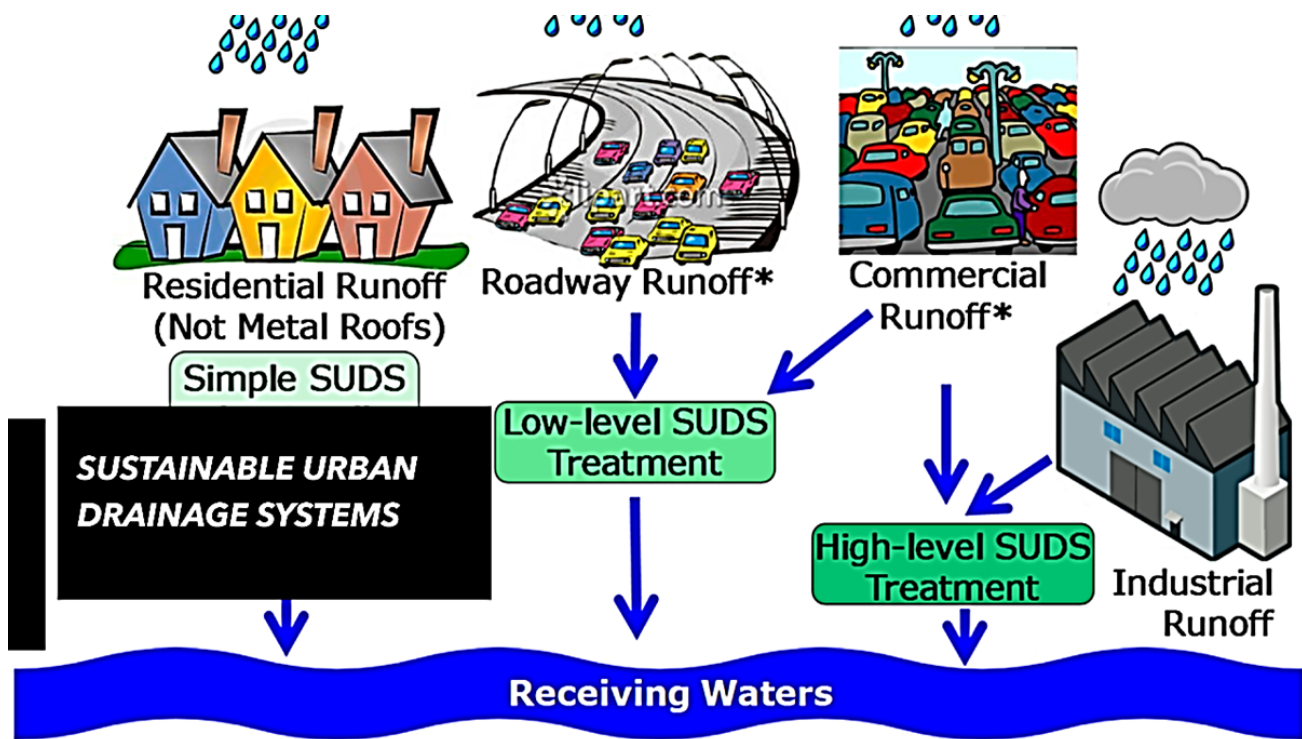 Residential Runoff
(Not Metal Roofs)
Roadway Runoff*
Commercial
Runoff*
Simple SUDS
SUSTAINABLE URBAN
DRAINAGE SYSTEMS
Low-level SUDS
Treatment
High-level SUDS
Treatment
Industrial
Runoff
Receiving Waters